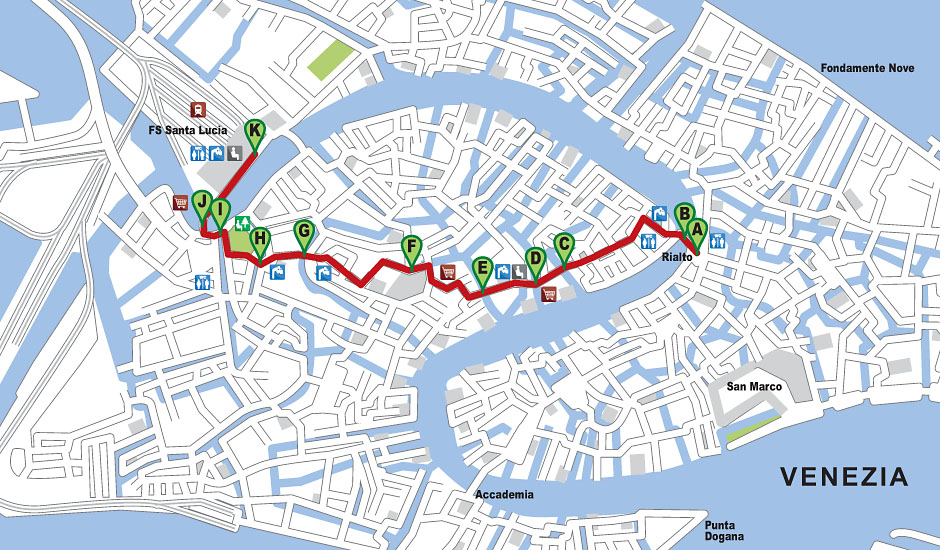 Fondamente Nove
FS Santa Lucia
K
J
I
H
G
F
E
D
C
B
A
Rialto
San Marco
VENEZIA
Accademia
Punta
Dogana